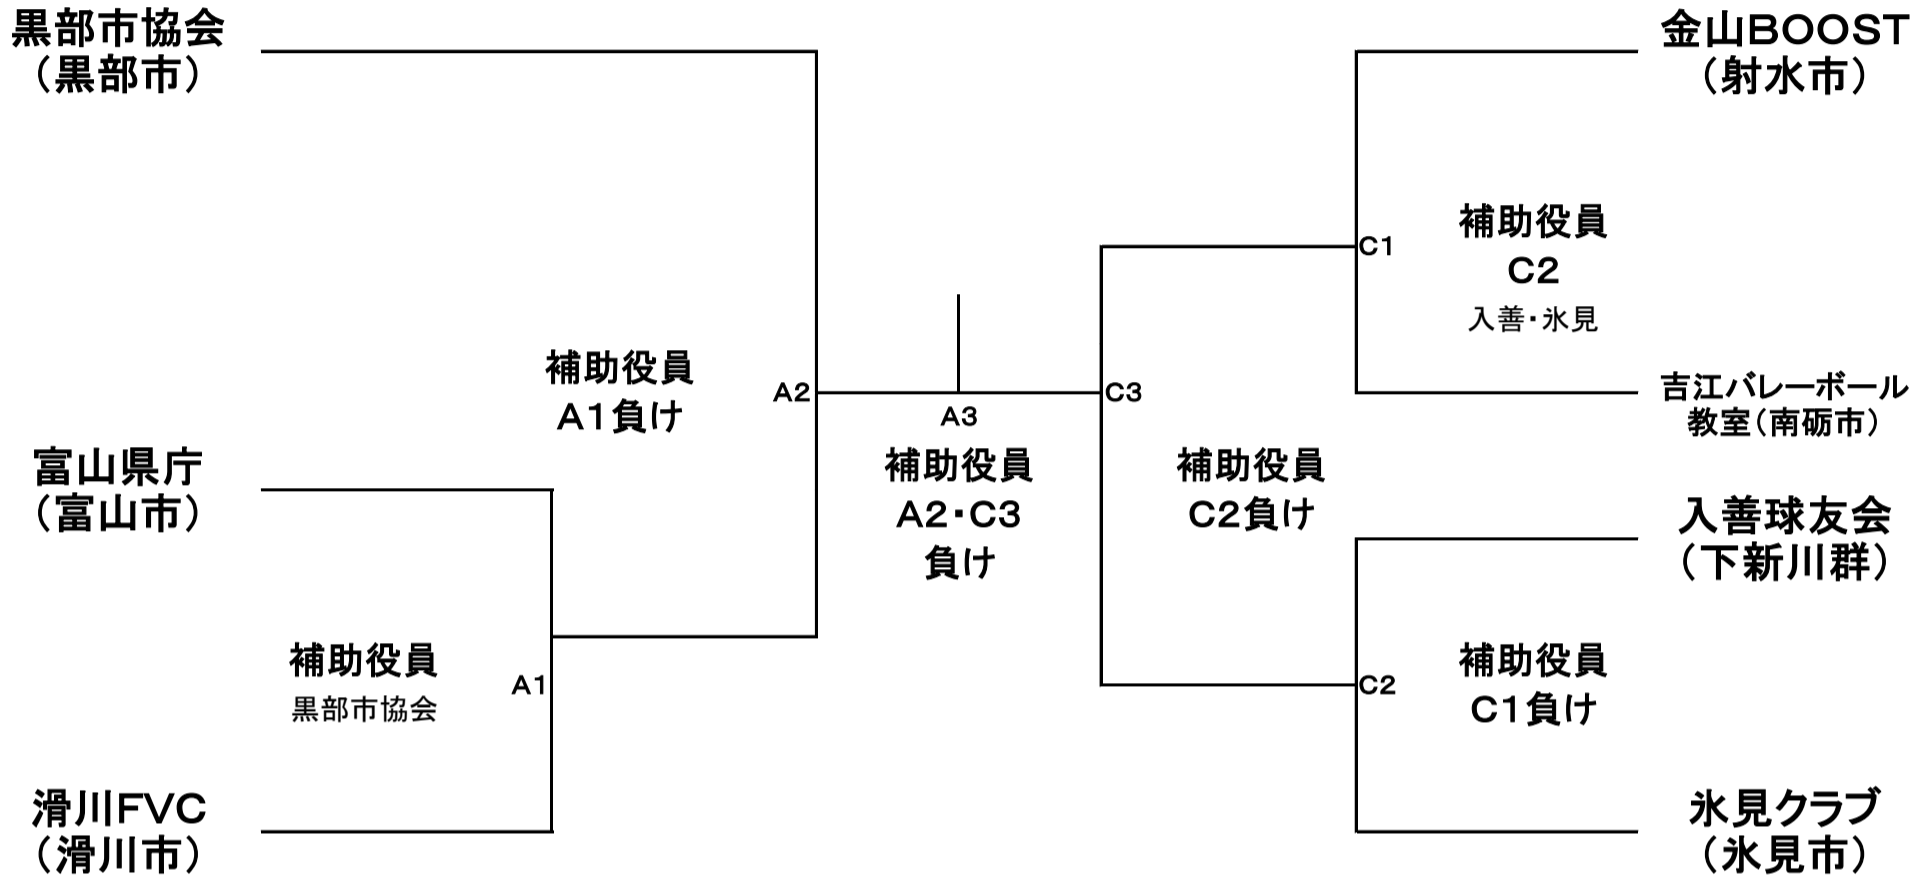 黒部市協会
（黒部市）
金山BOOST
（射水市）
補助役員
C2
入善・氷見
C1
補助役員
A1負け
A2
A3
C3
吉江バレーボール
教室（南砺市）
富山県庁
（富山市）
補助役員
A2・C3
負け
補助役員
C2負け
入善球友会
（下新川群）
補助役員
黒部市協会
A1
C2
補助役員
C1負け
滑川FVC
（滑川市）
氷見クラブ
（氷見市）